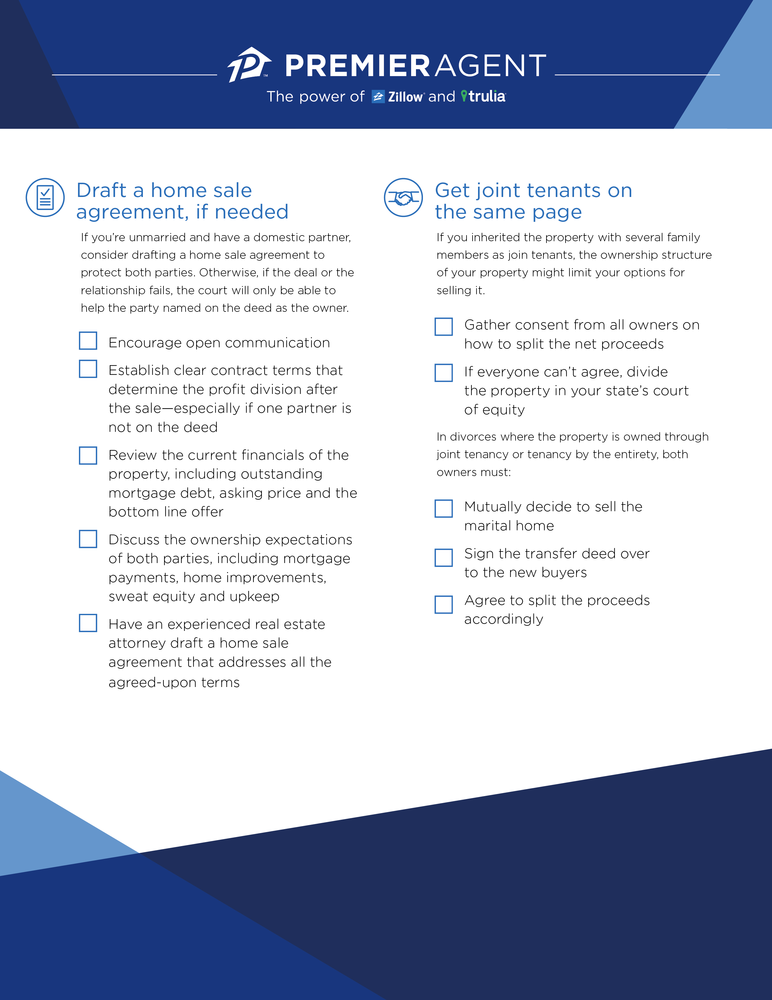 PREMIER AGENT
The power of Zillow® and trulia®
Draft a home sale
agreement, if needed
If you’re unmarried and have a domestic partner,
consider drafting a home sale agreement to
protect both parties. Otherwise, if the deal or the
relationship fails, the court will only be able to
help the party named on the deed as the owner.
Encourage open communication
Establish clear contract terms that
determine the profit division after
the sale—especially if one partner is
not on the deed
Review the current financials of the
property, including outstanding
mortgage debt, asking price and the
bottom line offer
Discuss the ownership expectations
of both parties, including mortgage
payments, home improvements,
sweat equity and upkeep
Have an experienced real estate
attorney draft a home sale
agreement that addresses all the
agreed-upon terms
Get joint tenants on
the same page
If you inherited the property with several family
members as join tenants, the ownership structure
of your property might limit your options for
selling it.
Gather consent from all owners on
how to split the net proceeds
If everyone can’t agree, divide
the property in your state’s court
of equity
In divorces where the property is owned through
joint tenancy or tenancy by the entirety, both
owners must:
Mutually decide to sell the
marital home
Sign the transfer deed over
to the new buyers
Agree to split the proceeds
accordingly